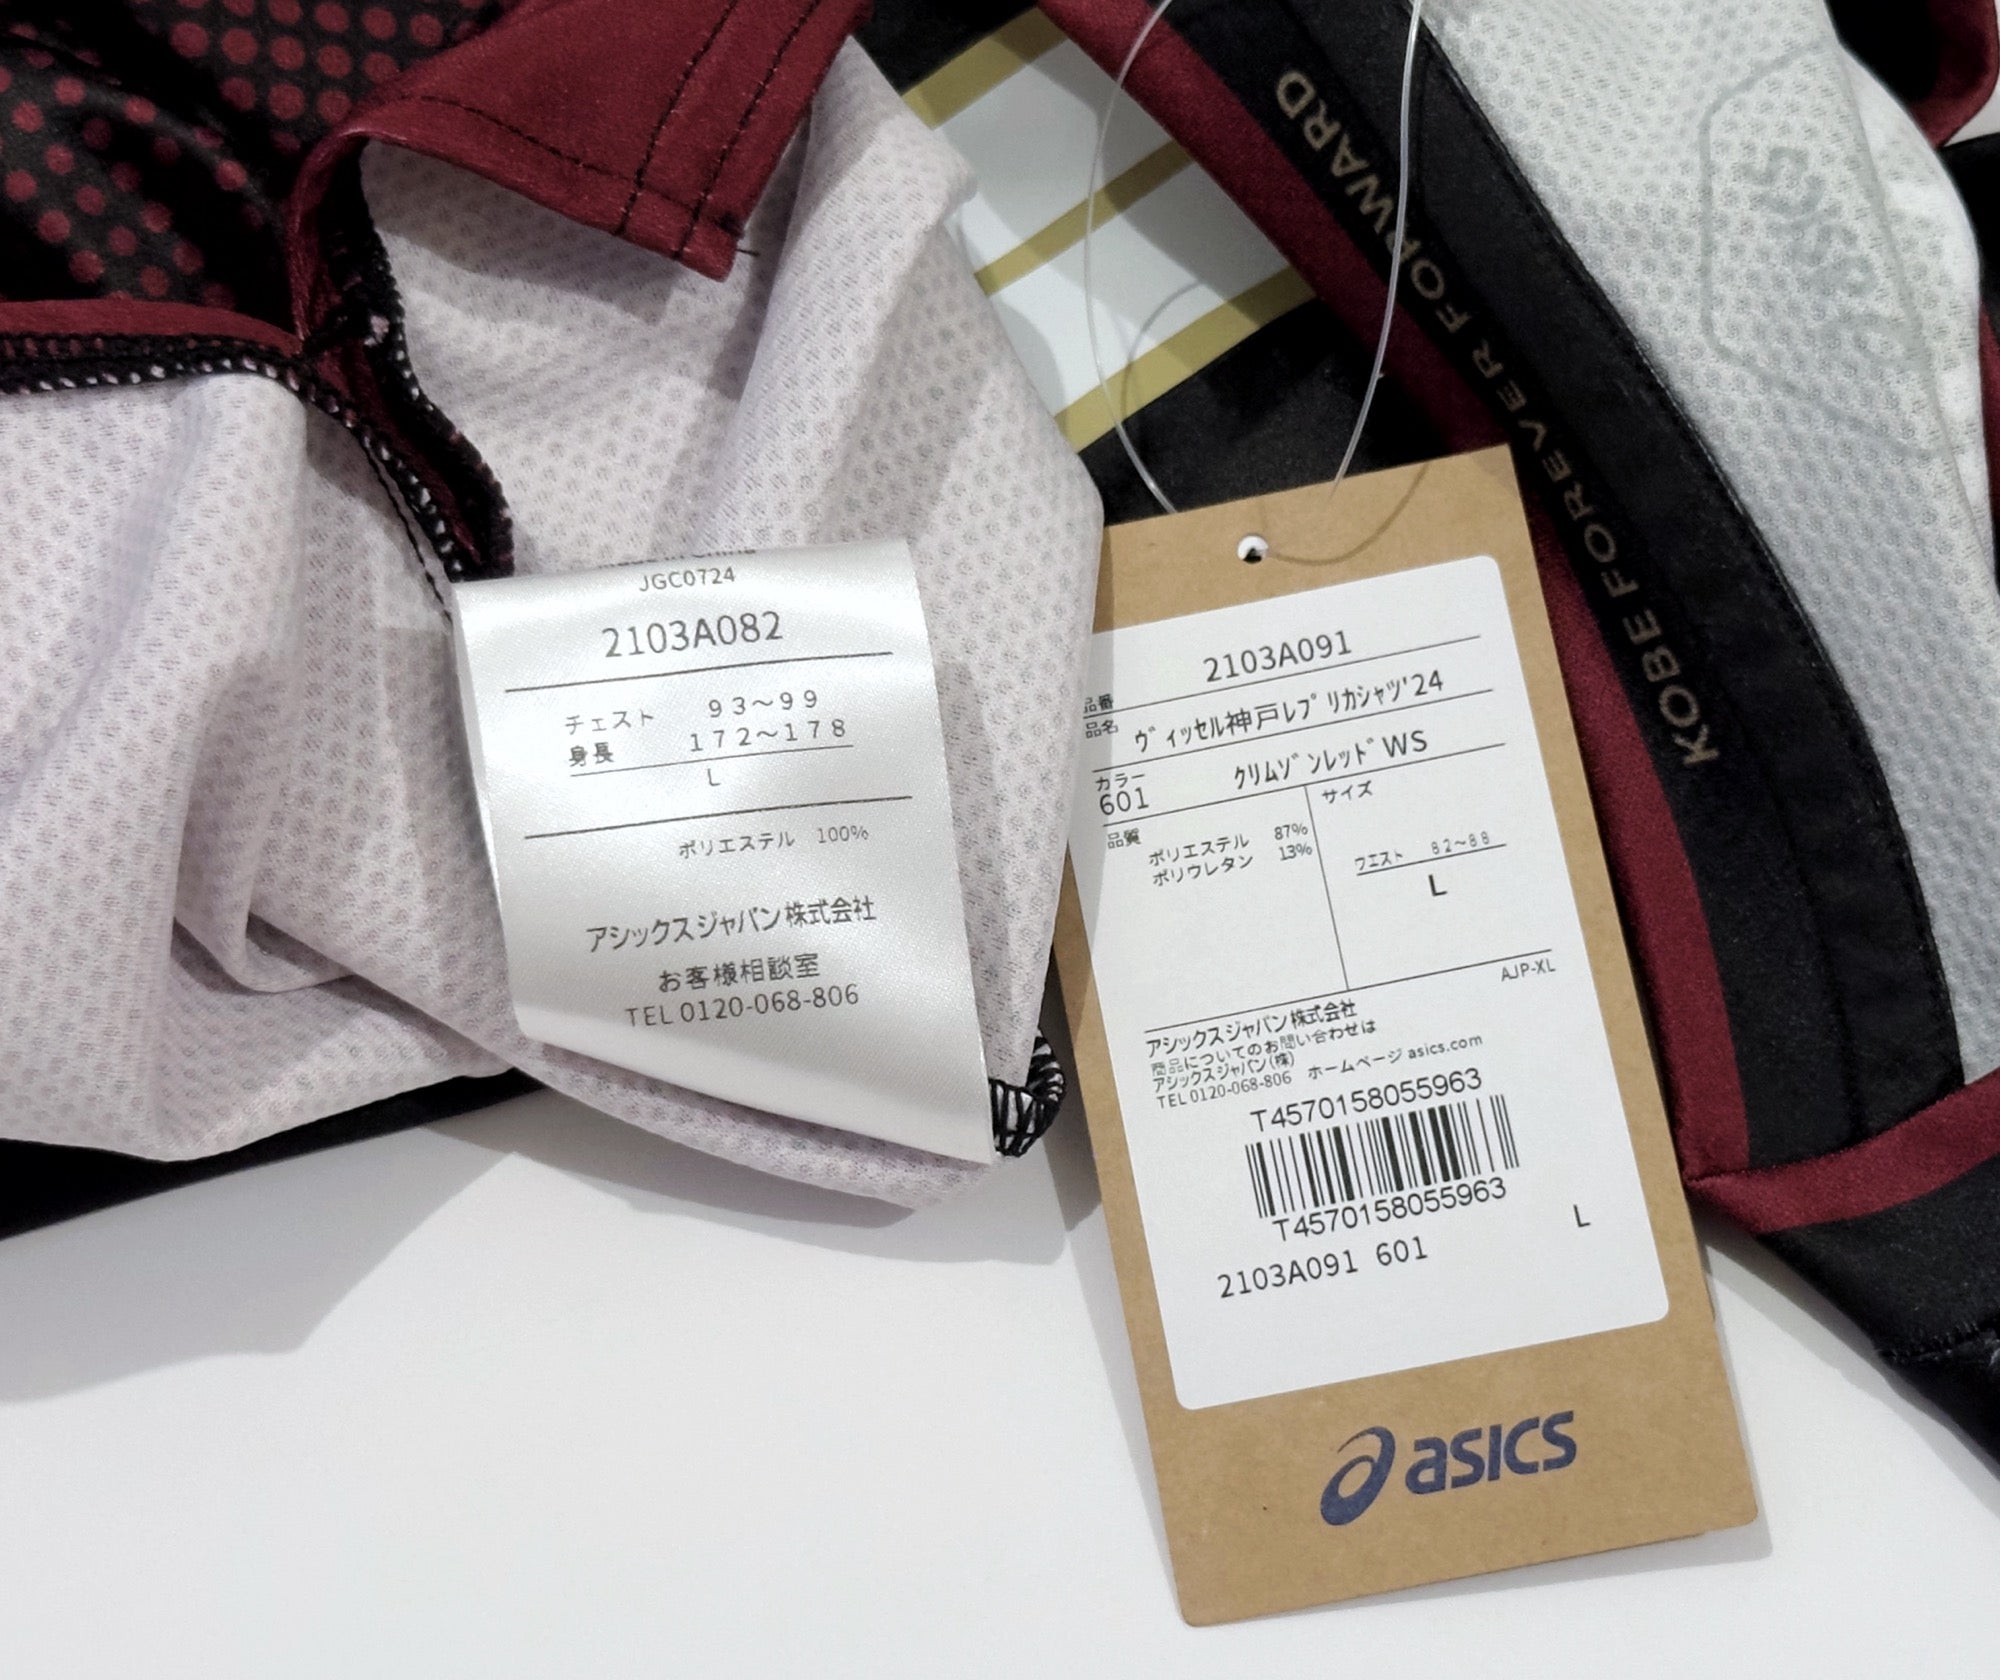 JGC0724
2103A082
チェスト 93～99
身長 172～178
L
ポリエステル 100%
アシックスジャパン株式会社
お客様相談室
TEL 0120-068-806
KOBE FOREVER FORWARD
asics
品番 2103A091
品名 ヴィッセル神戸レプリカシャツ'24
カラー
601 クリムゾンレッドWS
品質
ポリエステル 87%
ポリウレタン 13%
サイズ
ウエスト 82～88
L
AJP-XL
アシックスジャパン株式会社
商品についてのお問い合わせは
アシックスジャパン(株)
TEL 0120-068-806 ホームページ asics.com
T4570158055963
T4570158055963
L
2103A091 601
asics